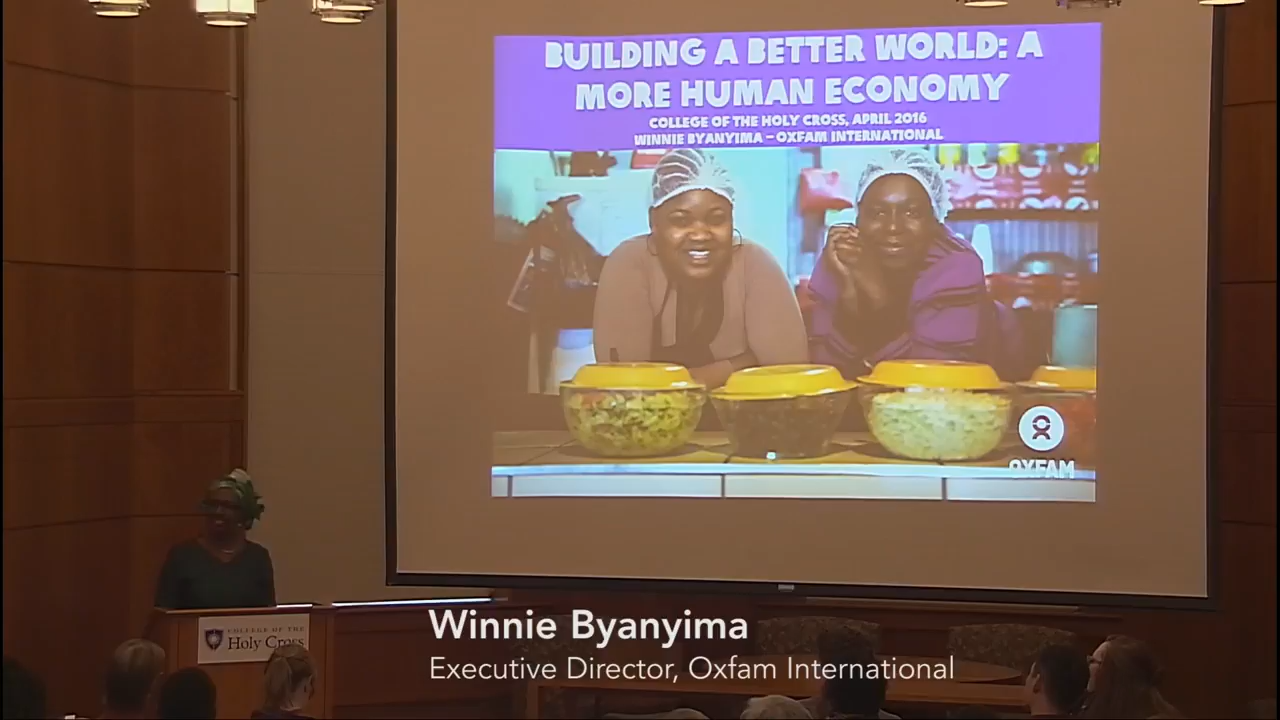 BUILDING A BETTER WORLD: A
MORE HUMAN ECONOMY
COLLEGE OF THE HOLY CROSS, APRIL 2016
WINNIE BYANYIMA – OXFAM INTERNATIONAL
OXFAM
COLLEGE OF THE
Holy Cross
Winnie Byanyima
Executive Director, Oxfam International